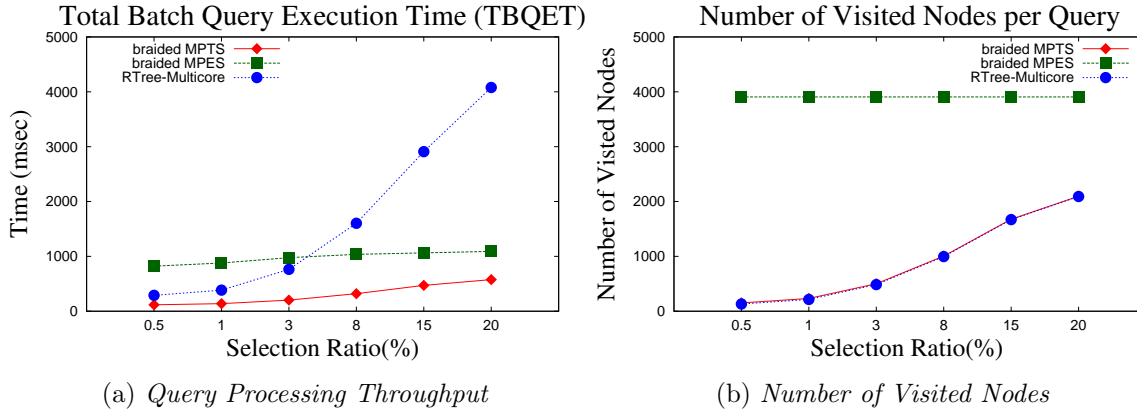 Total Batch Query Execution Time (TBQET)
5000
4000
3000
2000
1000
0
Time (msec)
braided MPTS
braided MPES
RTree-Multicore
0.5 1 3 8 15 20
Selection Ratio(%)
(a) Query Processing Throughput
Number of Visited Nodes per Query
5000
4000
3000
2000
1000
0
Number of Visted Nodes
braided MPTS
braided MPES
RTree-Multicore
0.5 1 3 8 15 20
Selection Ratio(%)
(b) Number of Visited Nodes